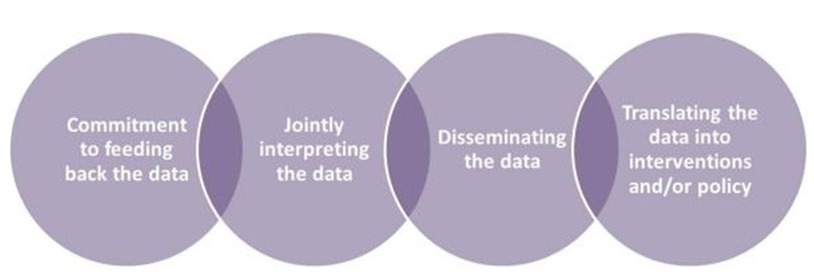 Commitment
to feeding
back the data
Jointly
interpreting
the data
Disseminating
the data
Translating the
data into
interventions
and/or policy